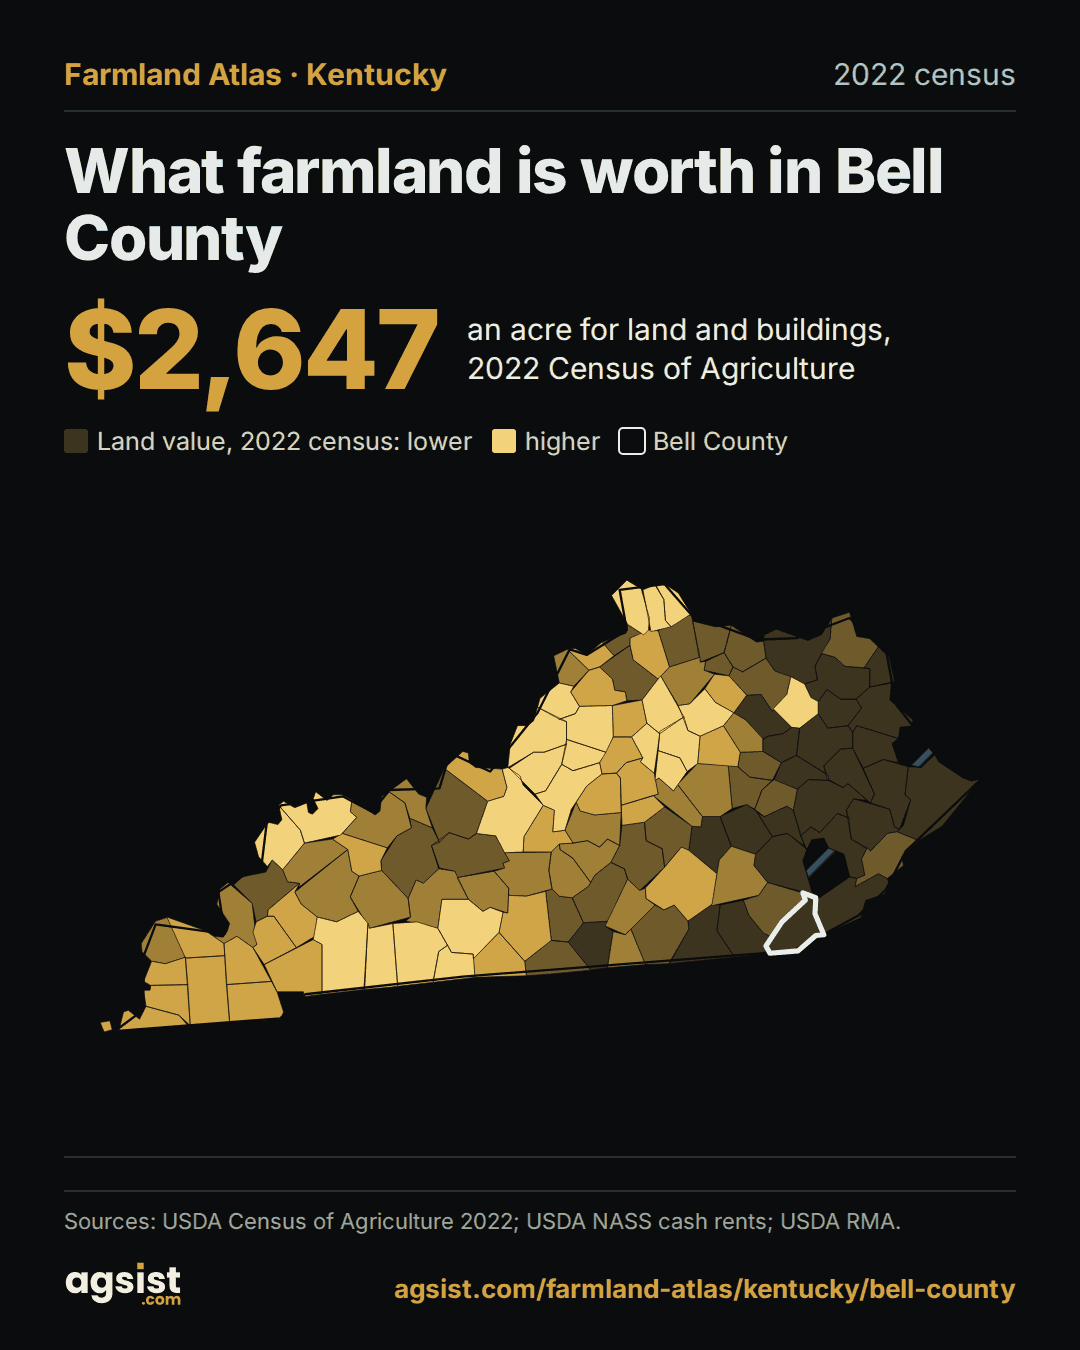 Farmland Atlas · Kentucky
2022 census
What farmland is worth in Bell
County
$2,647
an acre for land and buildings,
2022 Census of Agriculture
Land value, 2022 census: lower
higher
Bell County
Sources: USDA Census of Agriculture 2022; USDA NASS cash rents; USDA RMA.
agsist
.com
agsist.com/farmland-atlas/kentucky/bell-county